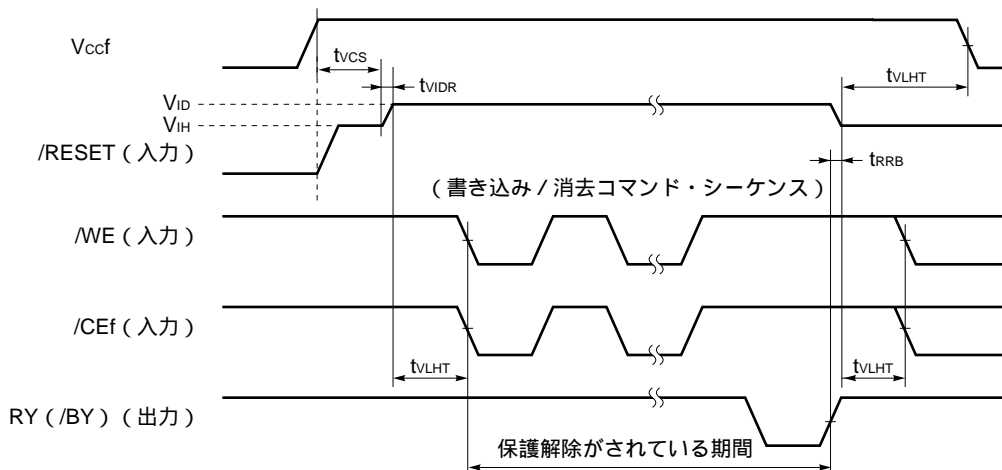 Vccf
tVCS
tVIDR
tVLHT
VID
VIH
/RESET（入力）
tRRB
（書き込み / 消去コマンド・シーケンス）
/WE（入力）
/CEf（入力）
tVLHT
tVLHT
RY（/BY）（出力）
保護解除がされている期間